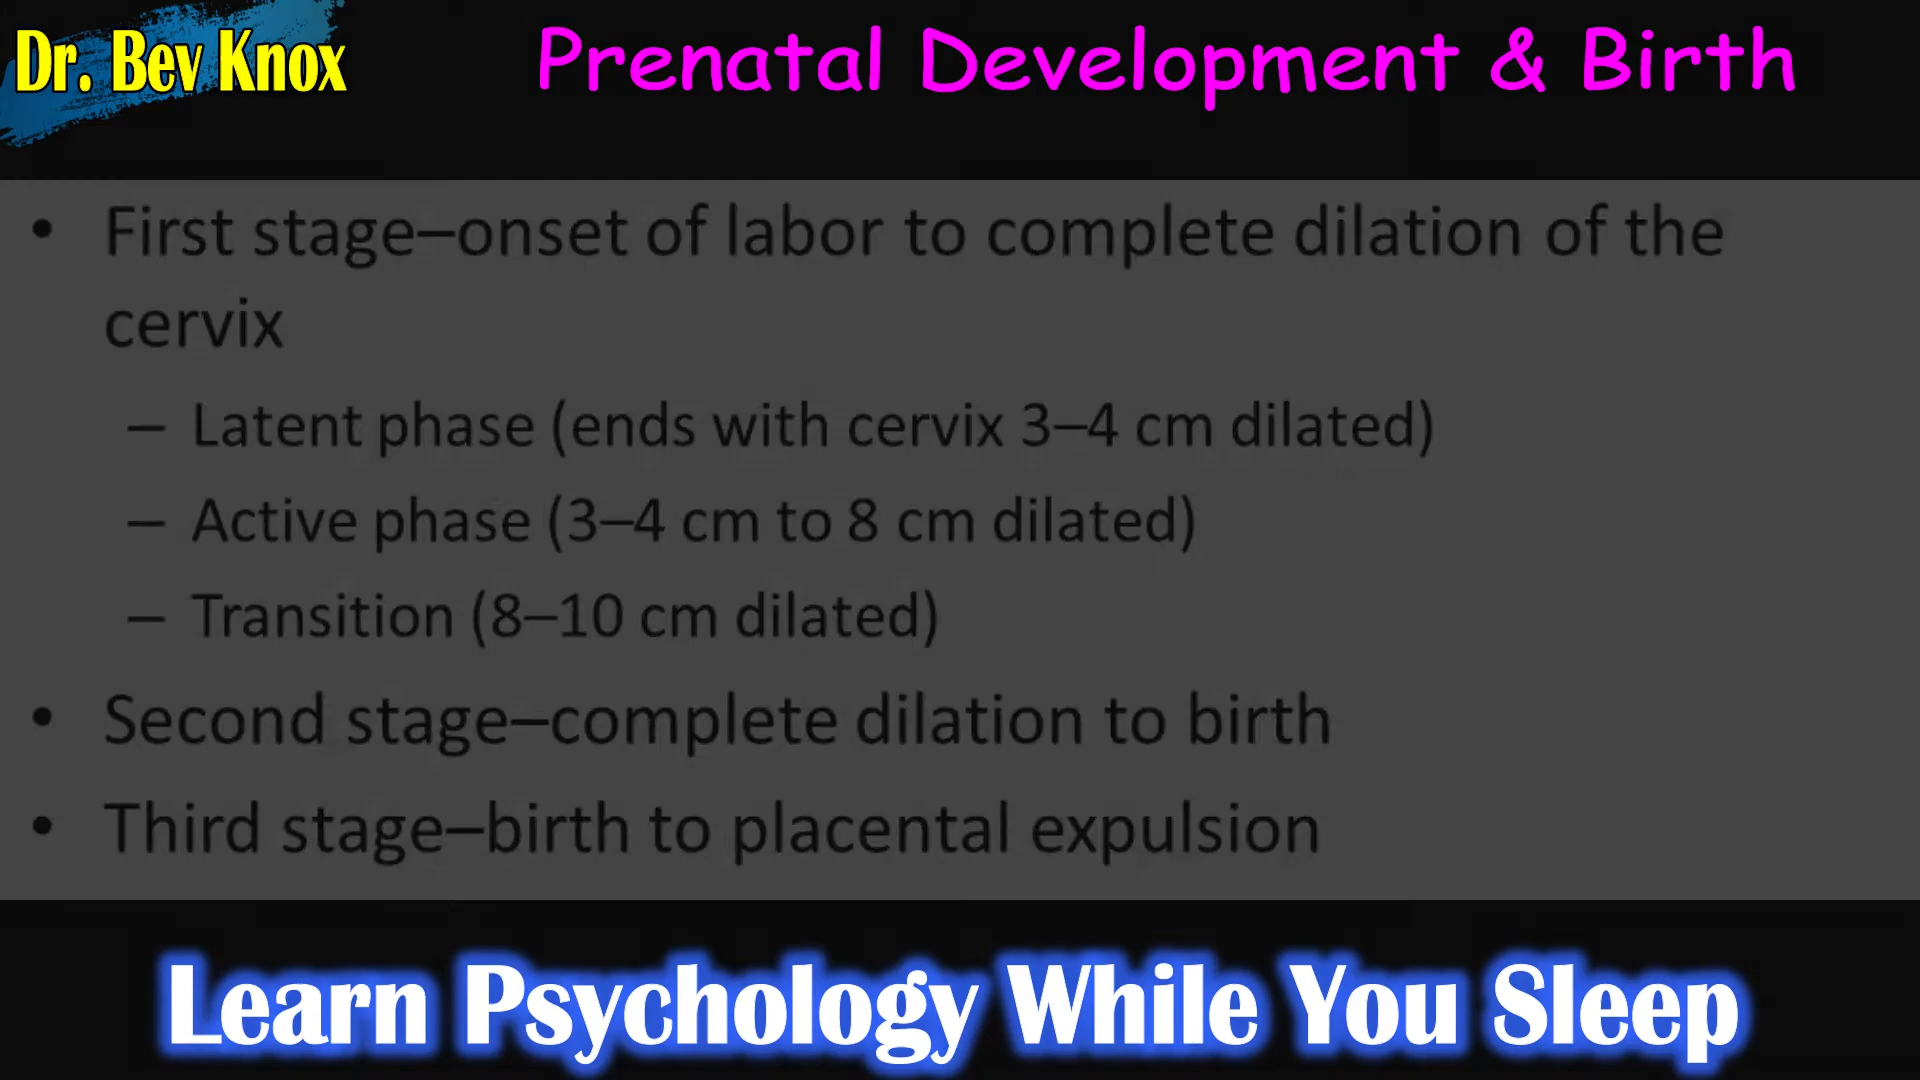 Dr. Bev Knox
Prenatal Development & Birth
• First stage–onset of labor to complete dilation of the
cervix
– Latent phase (ends with cervix 3–4 cm dilated)
– Active phase (3–4 cm to 8 cm dilated)
– Transition (8–10 cm dilated)
• Second stage–complete dilation to birth
• Third stage–birth to placental expulsion
Learn Psychology While You Sleep